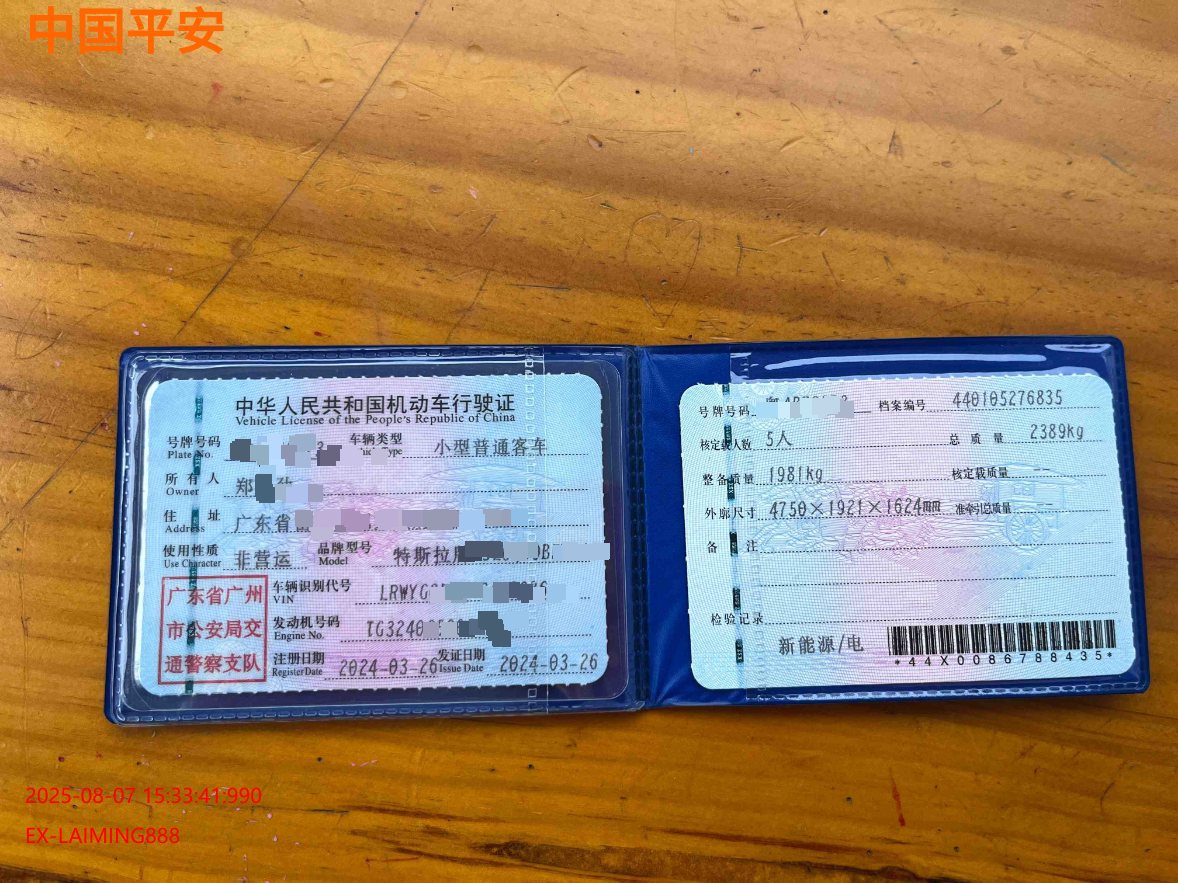 中国平安
中华人民共和国机动车行驶证
Vehicle License of the People's Republic of China
号牌号码
Plate No.
车辆类型
小型普通客车
所有人 郑
Owner
住址 广东省
Address
使用性质 非营运 品牌型号 特斯拉
Use Character Model
广东省广州
市公安局交
通警察支队
车辆识别代号 LRWYG
VIN
发动机号码 TG3240
Engine No.
注册日期 2024-03-26 发证日期 2024-03-26
Register Date Issue Date
号牌号码 档案编号 440105276835
核定载人数 5人 总质量 2389kg
整备质量 1981kg 核定载质量 --
外廓尺寸 4750×1921×1624mm 准牵引总质量 --
备注
检验记录
新能源/电
*44X0086788435*
2025-08-07 15:33:41:990
EX-LAIMING888